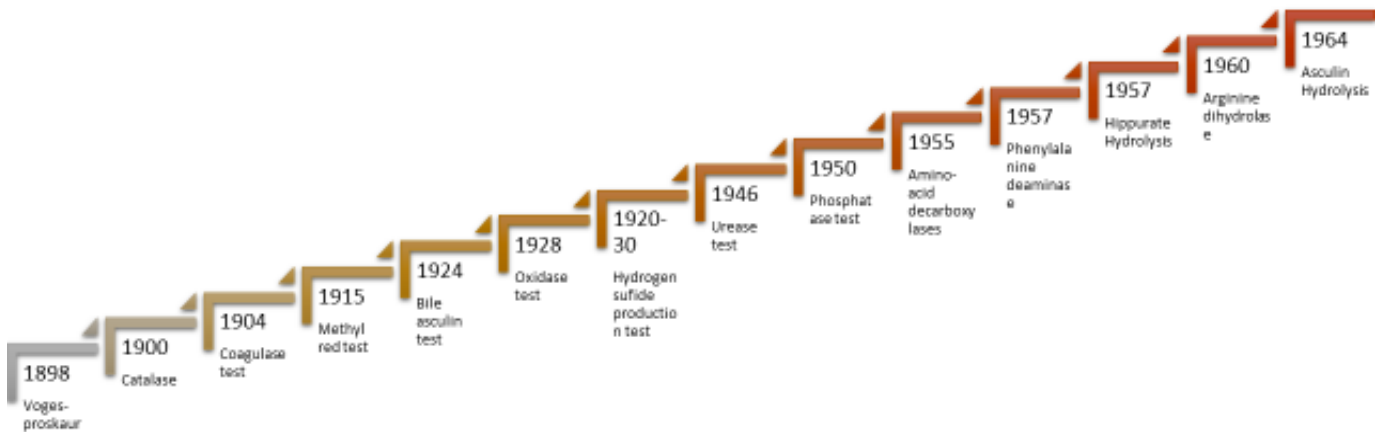 1898
Voges-
proskaur
1900
Catalase
1904
Coagulase
test
1915
Methyl
red test
1924
Bile
asculin
test
1928
Oxidase
test
1920-
30
Hydrogen
sufide
productio
n test
1946
Urease
test
1950
Phosphat
ase test
1955
Amino-
acid
decarboxy
lases
1957
Phenylala
nine
deaminas
e
1957
Hippurate
Hydrolysis
1960
Arginine
dihydrolas
e
1964
Asculin
Hydrolysis